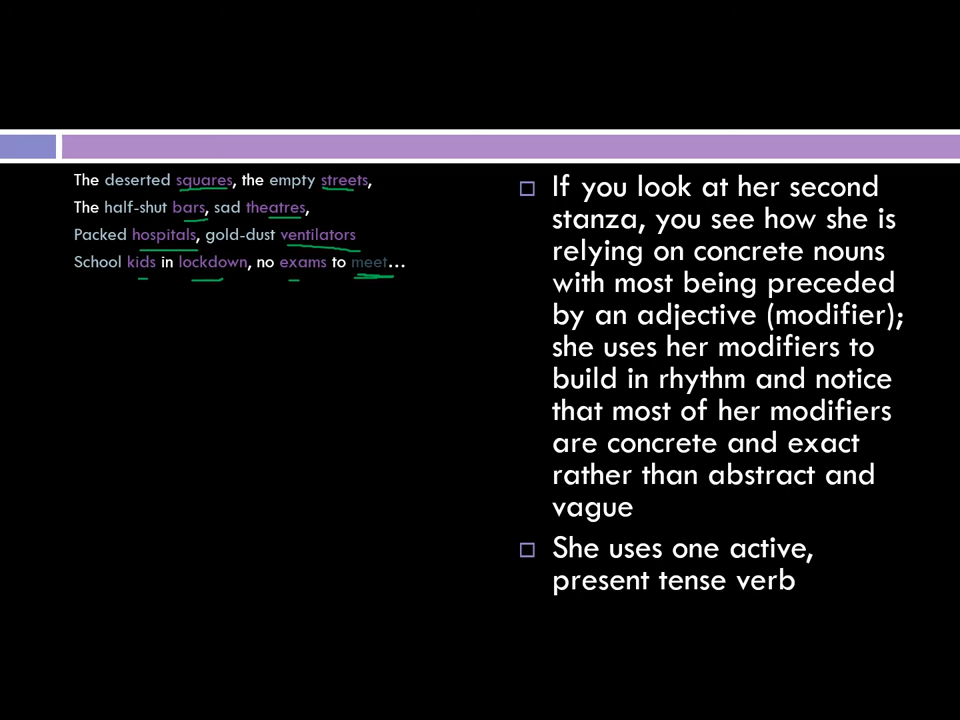 The deserted squares, the empty streets,
The half-shut bars, sad theatres,
Packed hospitals, gold-dust ventilators
School kids in lockdown, no exams to meet...
If you look at her second
stanza, you see how she is
relying on concrete nouns
with most being preceded
by an adjective (modifier);
she uses her modifiers to
build in rhythm and notice
that most of her modifiers
are concrete and exact
rather than abstract and
vague
She uses one active,
present tense verb